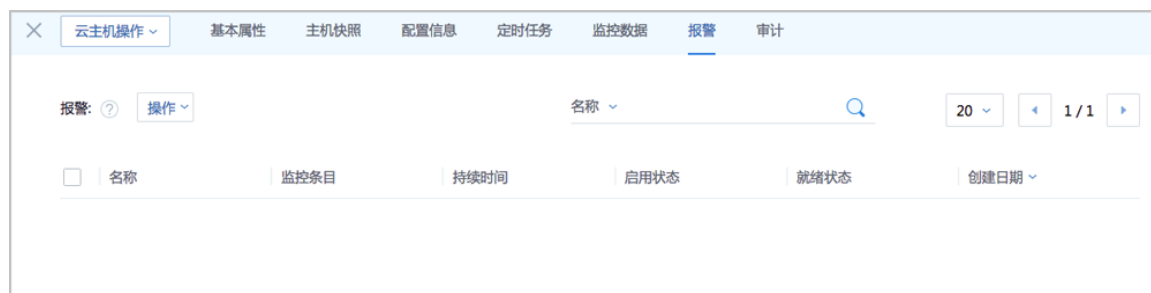 云主机操作 基本属性 主机快照 配置信息 定时任务 监控数据 报警 审计
报警: ? 操作 名称 20 1 / 1
名称 监控条目 持续时间 启用状态 就绪状态 创建日期